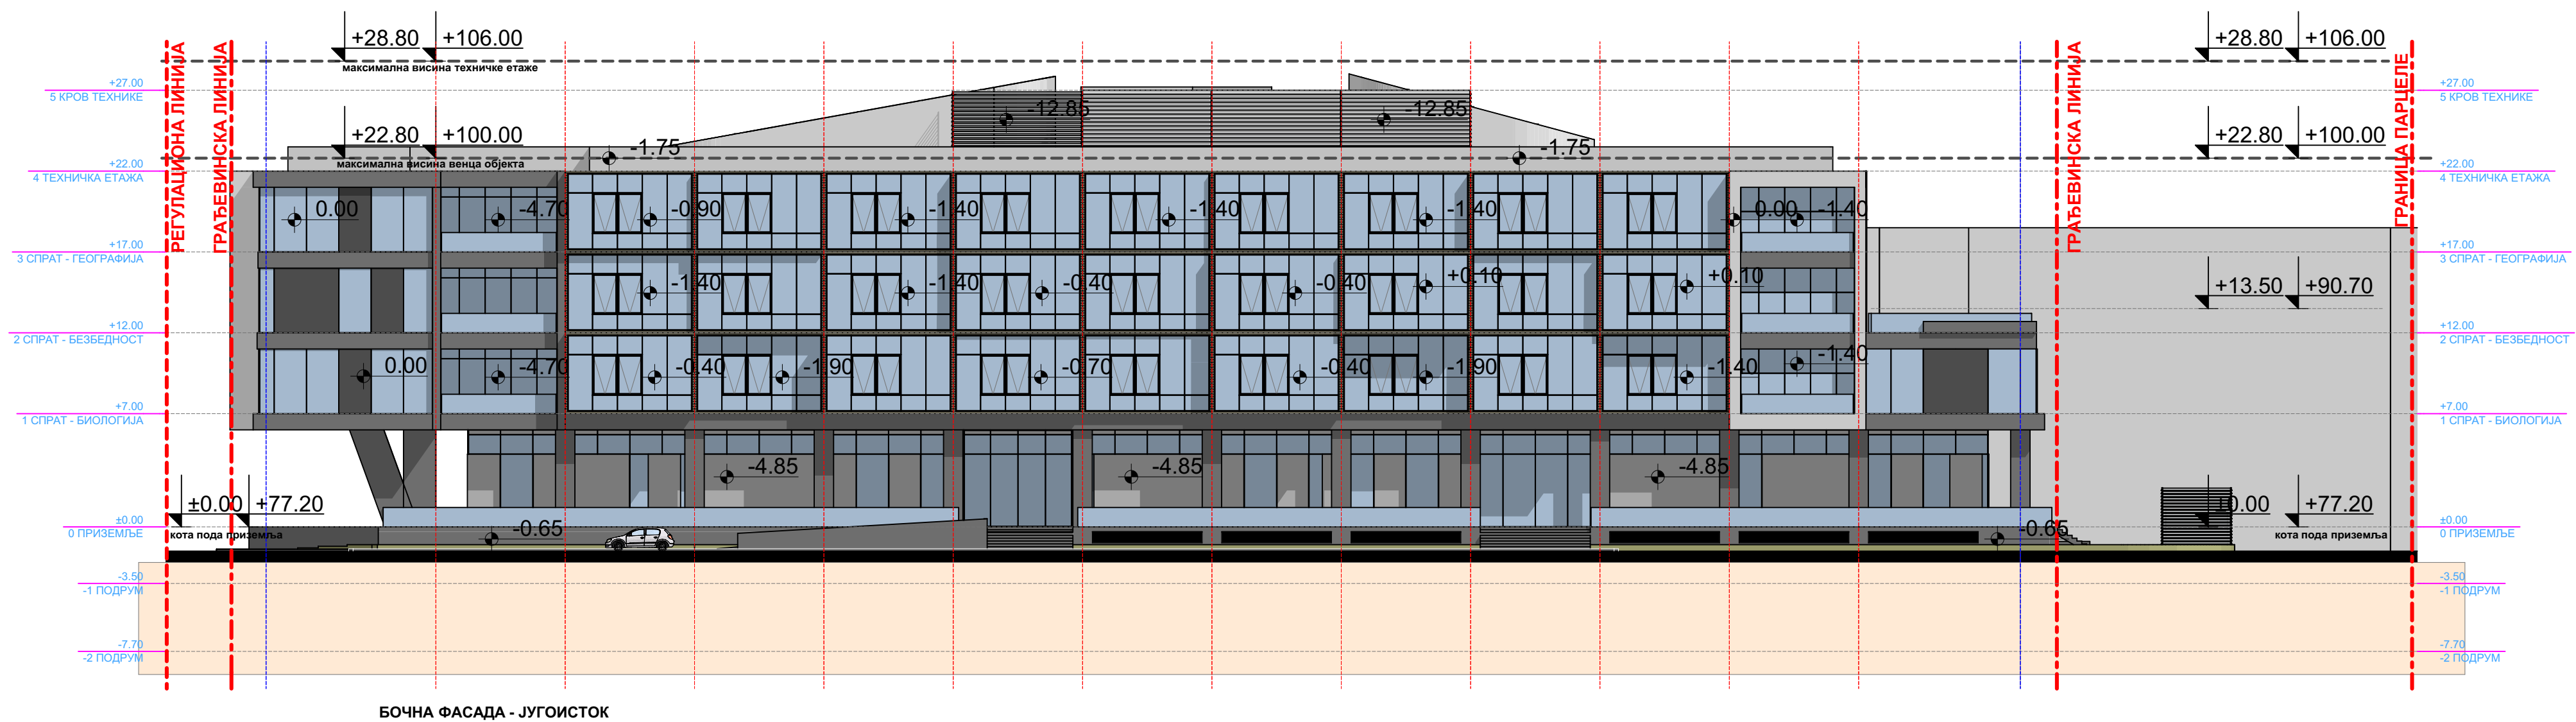 +28.80 +106.00
максимална висина техничке етаже
+28.80 +106.00
+27.00
5 КРОВ ТЕХНИКЕ
+27.00
5 КРОВ ТЕХНИКЕ
РЕГУЛАЦИОНА ЛИНИЈА
ГРАЂЕВИНСКА ЛИНИЈА
ГРАЂЕВИНСКА ЛИНИЈА
ГРАНИЦА ПАРЦЕЛЕ
-12.85 -12.85
+22.80 +100.00
максимална висина венца објекта
-1.75 -1.75
+22.80 +100.00
+22.00
4 ТЕХНИЧКА ЕТАЖА
+22.00
4 ТЕХНИЧКА ЕТАЖА
0.00 -4.70 -0.90 -1.40 -1.40 -1.40 0.00 -1.40
+17.00
3 СПРАТ - ГЕОГРАФИЈА
+17.00
3 СПРАТ - ГЕОГРАФИЈА
-1.40 -1.40 -0.40 -0.40 +0.10 +0.10
+13.50 +90.70
+12.00
2 СПРАТ - БЕЗБЕДНОСТ
+12.00
2 СПРАТ - БЕЗБЕДНОСТ
0.00 -4.70 -0.40 -1.90 -0.70 -0.40 -1.90 -1.40 -1.40
+7.00
1 СПРАТ - БИОЛОГИЈА
+7.00
1 СПРАТ - БИОЛОГИЈА
-4.85 -4.85 -4.85
±0.00 +77.20
кота пода приземља
±0.00 +77.20
кота пода приземља
±0.00
0 ПРИЗЕМЉЕ
±0.00
0 ПРИЗЕМЉЕ
-0.65 -0.65
-3.50
-1 ПОДРУМ
-3.50
-1 ПОДРУМ
-7.70
-2 ПОДРУМ
-7.70
-2 ПОДРУМ
БОЧНА ФАСАДА - ЈУГОИСТОК